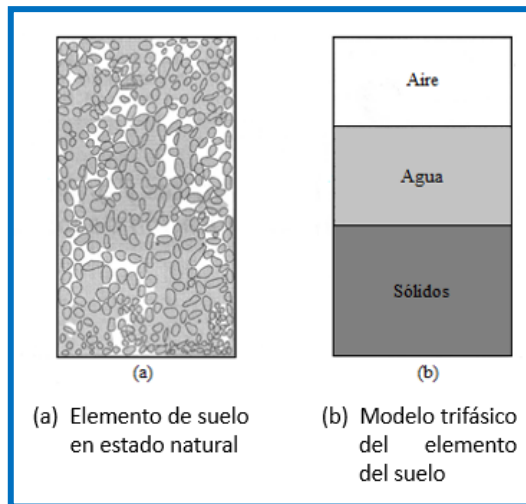 Aire
Agua
Sólidos
(a)
(b)
(a) Elemento de suelo
en estado natural
(b) Modelo trifásico
del elemento
del suelo